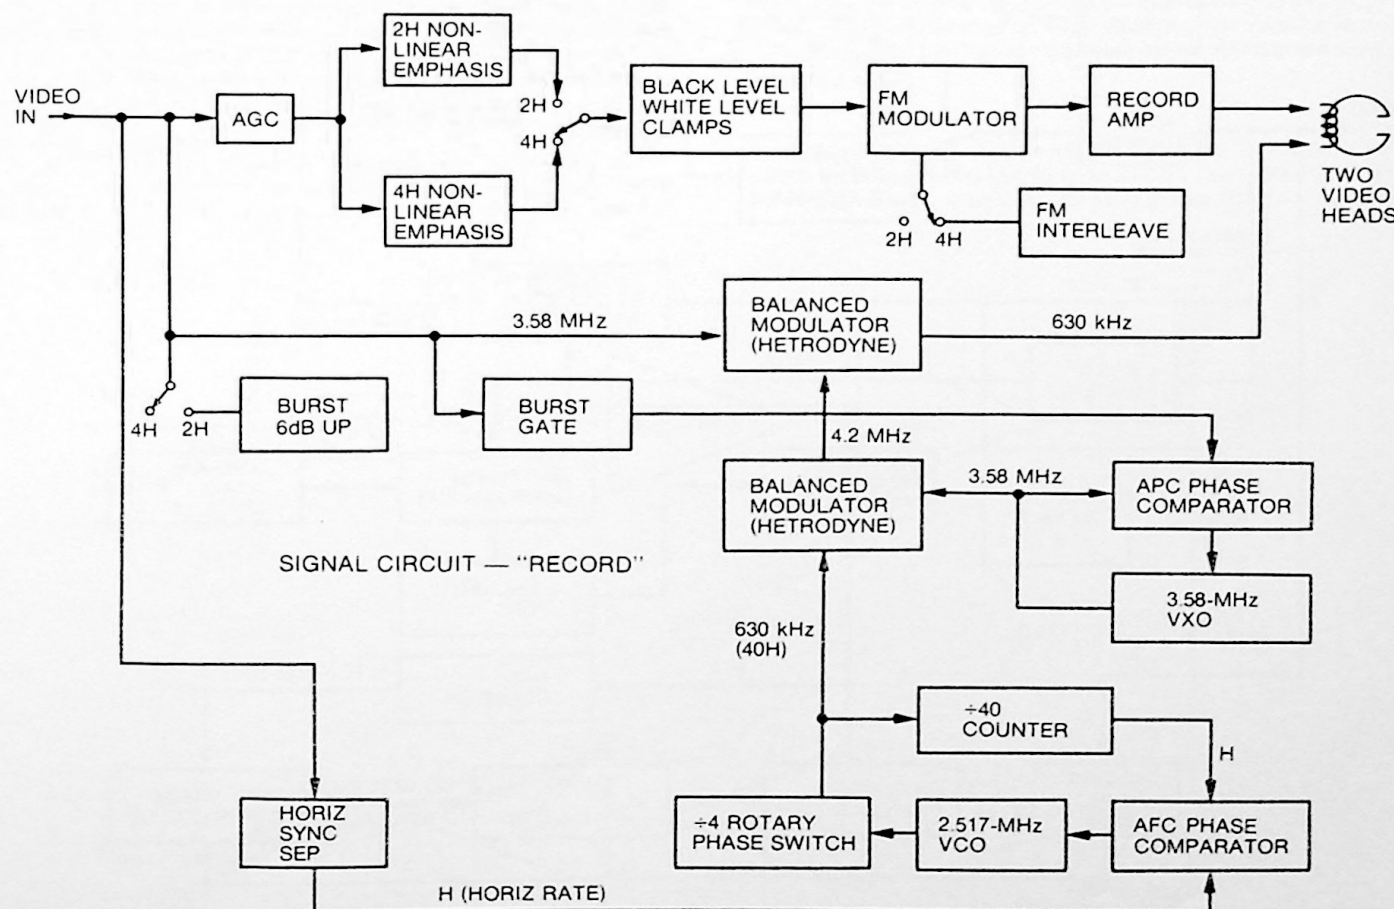 2H NON-
LINEAR
EMPHASIS
VIDEO
IN
AGC
2H
4H
4H NON-
LINEAR
EMPHASIS
BLACK LEVEL
WHITE LEVEL
CLAMPS
FM
MODULATOR
RECORD
AMP
TWO
VIDEO
HEADS
2H
4H
FM
INTERLEAVE
3.58 MHz
BALANCED
MODULATOR
(HETRODYNE)
630 kHz
4H
2H
BURST
6dB UP
BURST
GATE
4.2 MHz
BALANCED
MODULATOR
(HETRODYNE)
3.58 MHz
APC PHASE
COMPARATOR
SIGNAL CIRCUIT — "RECORD"
3.58-MHz
VXO
630 kHz
(40H)
÷40
COUNTER
H
HORIZ
SYNC
SEP
÷4 ROTARY
PHASE SWITCH
2.517-MHz
VCO
AFC PHASE
COMPARATOR
H (HORIZ RATE)